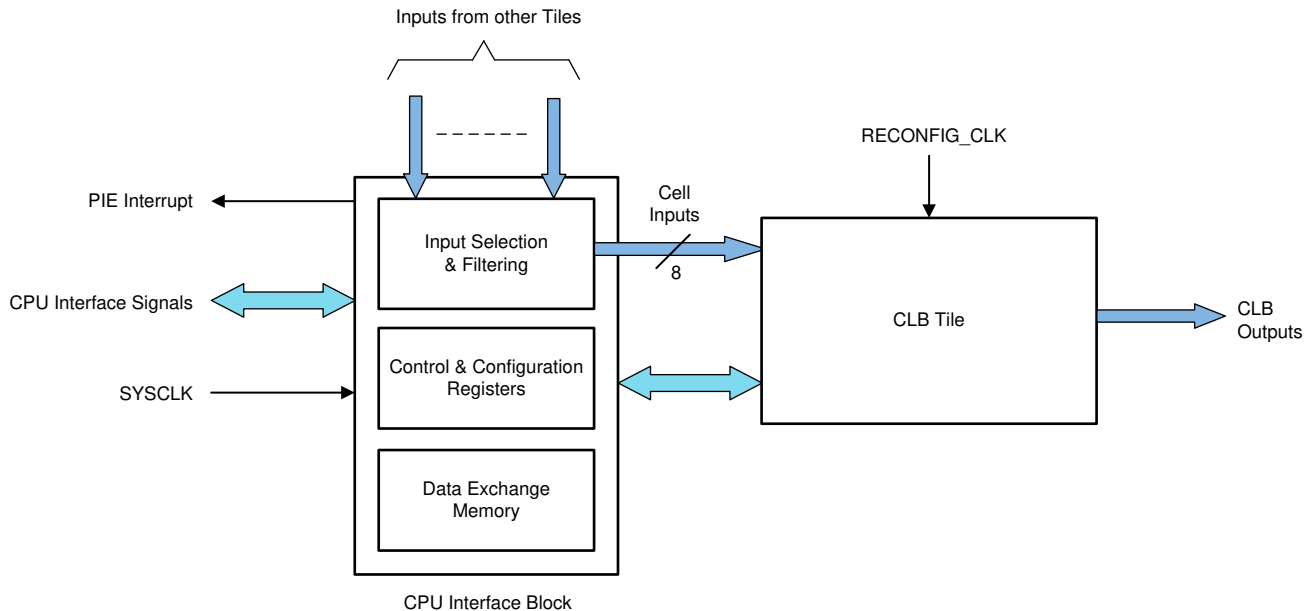 Inputs from other Tiles
RECONFIG_CLK
PIE Interrupt
Cell
Inputs
8
Input Selection
& Filtering
CPU Interface Signals
CLB Tile
CLB
Outputs
Control & Configuration
Registers
SYSCLK
Data Exchange
Memory
CPU Interface Block